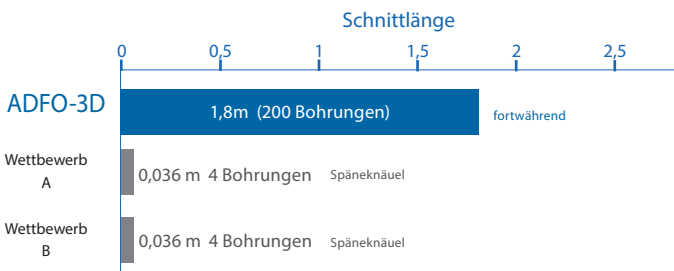 Schnittlänge
0 0,5 1 1,5 2 2,5
ADFO-3D 1,8m (200 Bohrungen) fortwährend
Wettbewerb
A
0,036 m 4 Bohrungen Späneknäuel
Wettbewerb
B
0,036 m 4 Bohrungen Späneknäuel